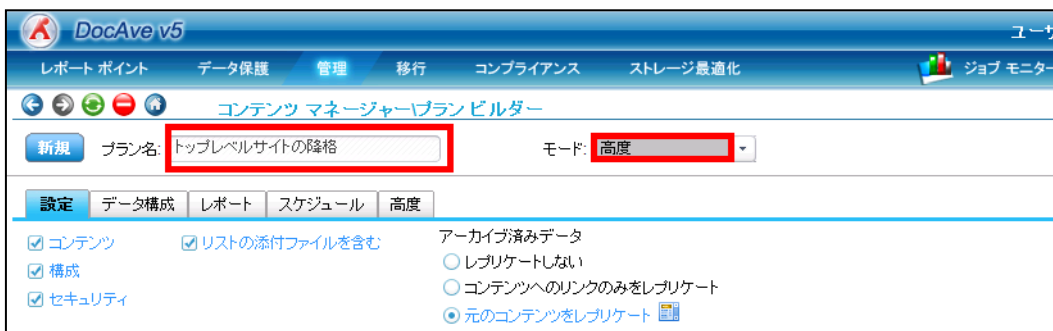 DocAve v5
ユーザ
レポート ポイント データ保護 管理 移行 コンプライアンス ストレージ最適化 ジョブ モニター
コンテンツ マネージャー\プラン ビルダー
新規 プラン名: トップレベルサイトの降格 モード: 高度
設定 データ構成 レポート スケジュール 高度
コンテンツ リストの添付ファイルを含む アーカイブ済みデータ
レプリケートしない
構成
コンテンツへのリンクのみをレプリケート
セキュリティ
元のコンテンツをレプリケート